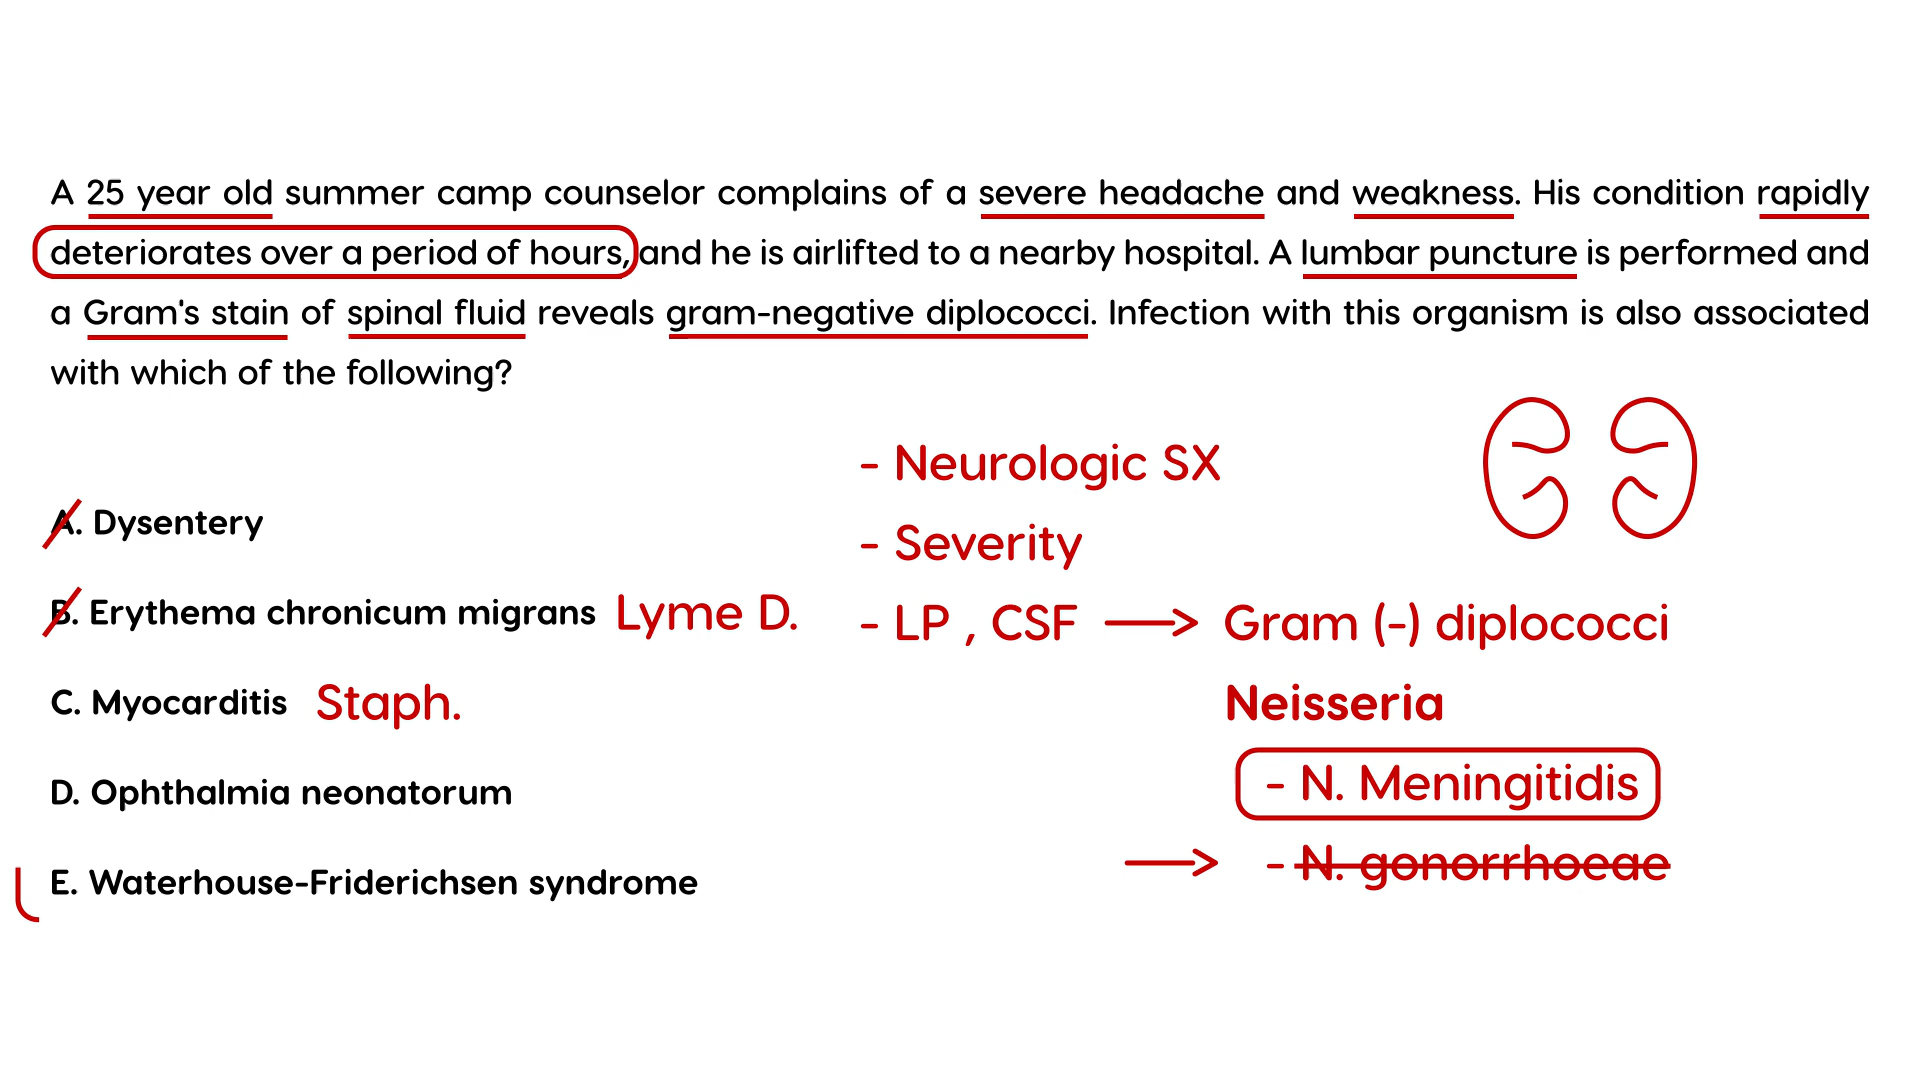 A 25 year old summer camp counselor complains of a severe headache and weakness. His condition rapidly
deteriorates over a period of hours, and he is airlifted to a nearby hospital. A lumbar puncture is performed and
a Gram's stain of spinal fluid reveals gram-negative diplococci. Infection with this organism is also associated
with which of the following?
- Neurologic SX
A. Dysentery
- Severity
B. Erythema chronicum migrans Lyme D.
- LP , CSF → Gram (-) diplococci
C. Myocarditis Staph.
Neisseria
- N. Meningitidis
D. Ophthalmia neonatorum
→ - N. gonorrhoeae
E. Waterhouse-Friderichsen syndrome